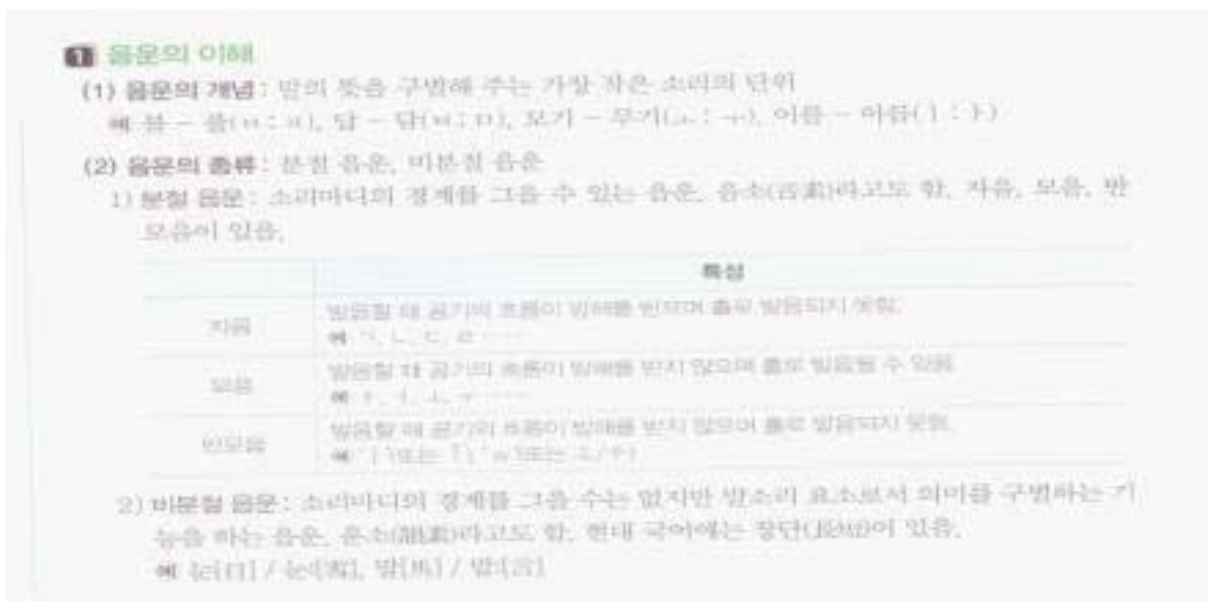 1 음운의 이해
(1) 음운의 개념: 말의 뜻을 구별해 주는 가장 작은 소리의 단위
예 불 - 뿔(ㅂ: ㅃ), 답 - 담(ㅂ: ㅁ), 모기 - 무기(ㅗ: ㅜ), 이름 - 아름(ㅣ: ㅏ)
(2) 음운의 종류: 분절 음운, 비분절 음운
1) 분절 음운: 소리마디의 경계를 그을 수 있는 음운, 음소(音素)라고도 함. 자음, 모음, 반
모음이 있음.
특성
자음
발음할 때 공기의 흐름이 방해를 받으며 홀로 발음되지 못함.
예 ㄱ, ㄴ, ㄷ, ㄹ ……
모음
발음할 때 공기의 흐름이 방해를 받지 않으며 홀로 발음될 수 있음.
예 ㅏ, ㅓ, ㅗ, ㅜ ……
반모음
발음할 때 공기의 흐름이 방해를 받지 않으며 홀로 발음되지 못함.
2) 비분절 음운: 소리마디의 경계를 그을 수는 없지만 말소리 요소로서 의미를 구별하는 기
능을 하는 음운, 운소(韻素)라고도 함. 현대 국어에는 장단(長短)이 있음.
예 눈[目] / 눈:[雪], 말[馬] / 말:[言]